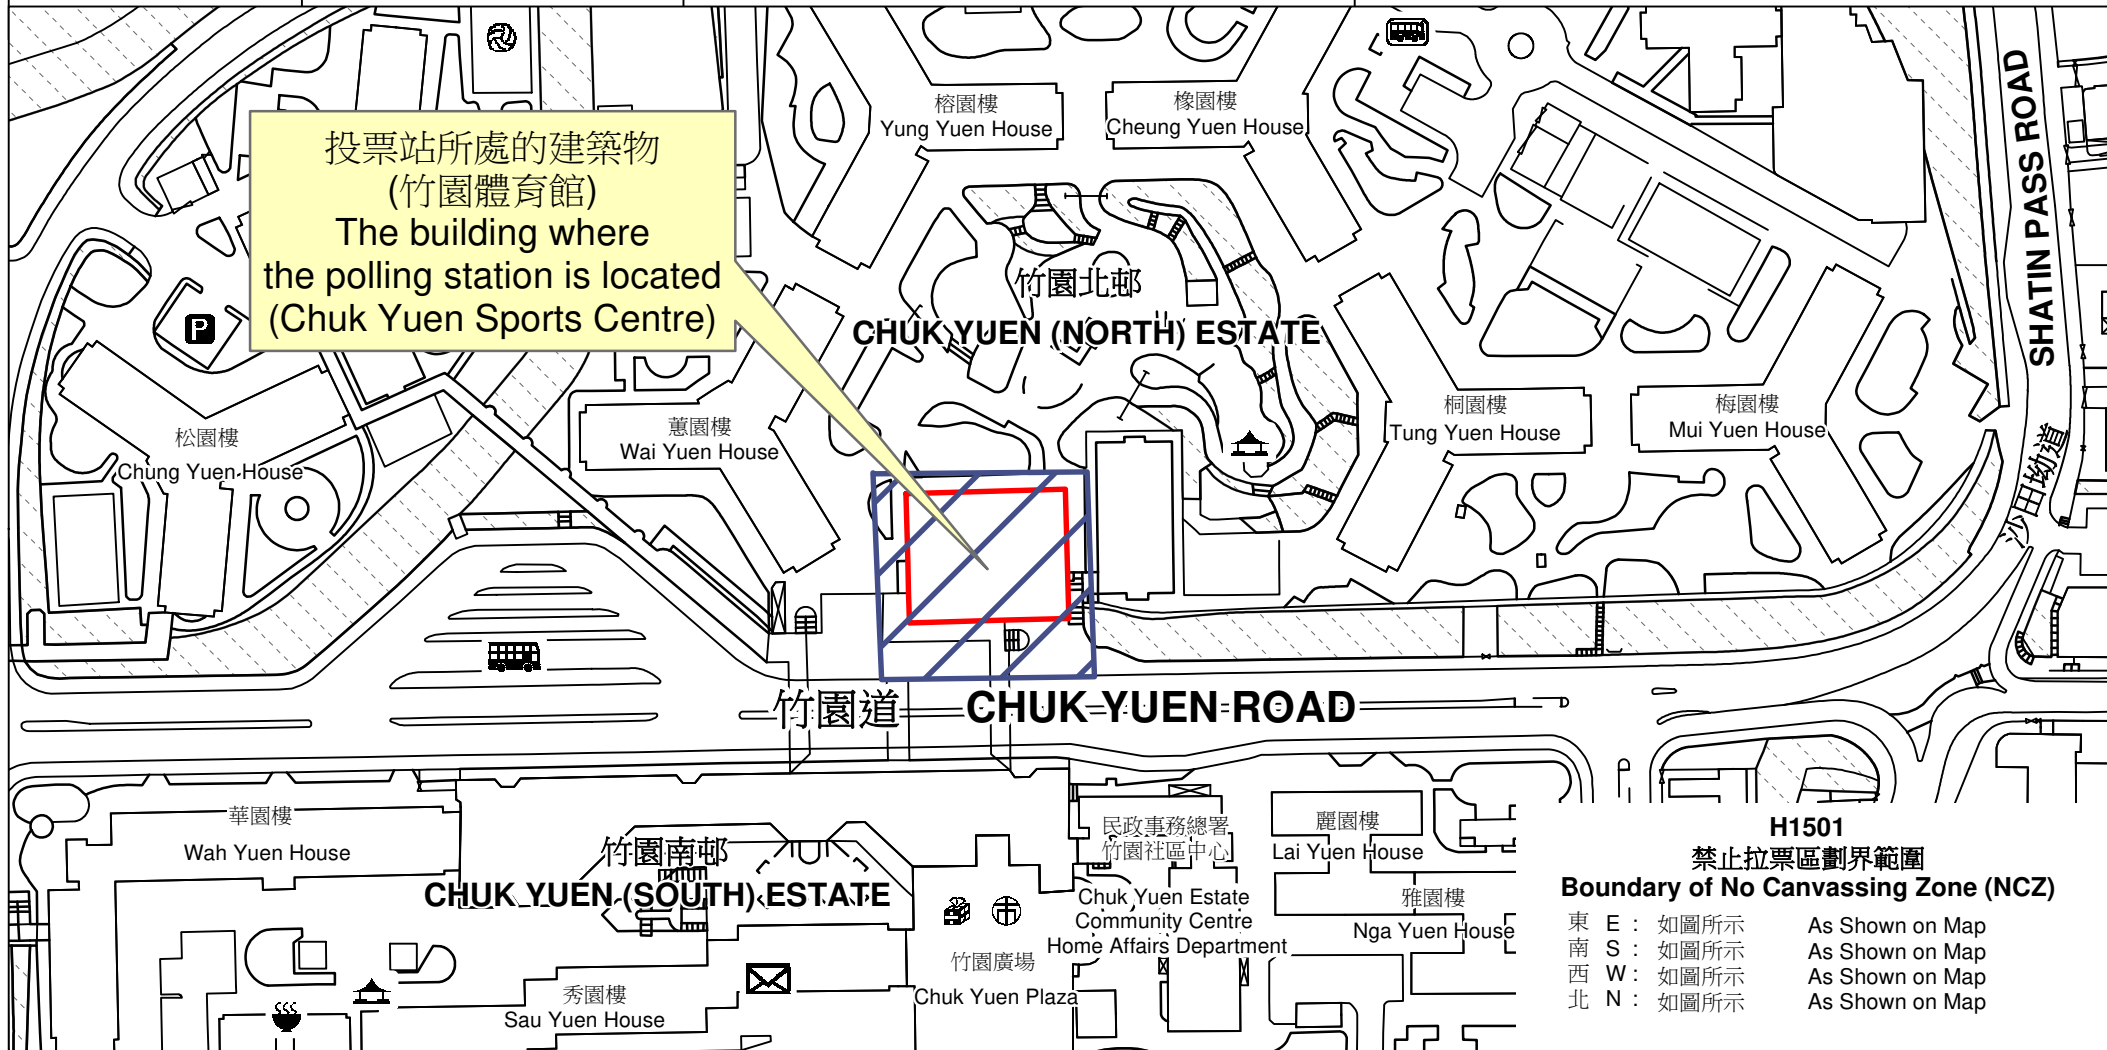 榕園樓
Yung Yuen House
橡園樓
Cheung Yuen House
投票站所處的建築物
(竹園體育館)
The building where
the polling station is located
(Chuk Yuen Sports Centre)
SHATIN PASS ROAD
沙田坳道
竹園北邨
CHUK YUEN (NORTH) ESTATE
P
松園樓
Chung Yuen House
蕙園樓
Wai Yuen House
桐園樓
Tung Yuen House
梅園樓
Mui Yuen House
竹園道
CHUK YUEN ROAD
華園樓
Wah Yuen House
竹園南邨
CHUK YUEN (SOUTH) ESTATE
民政事務總署
竹園社區中心
Chuk Yuen Estate
Community Centre
Home Affairs Department
麗園樓
Lai Yuen House
雅園樓
Nga Yuen House
竹園廣場
Chuk Yuen Plaza
秀園樓
Sau Yuen House
H1501
禁止拉票區劃界範圍
Boundary of No Canvassing Zone (NCZ)
東 E : 如圖所示 As Shown on Map
南 S : 如圖所示 As Shown on Map
西 W : 如圖所示 As Shown on Map
北 N : 如圖所示 As Shown on Map